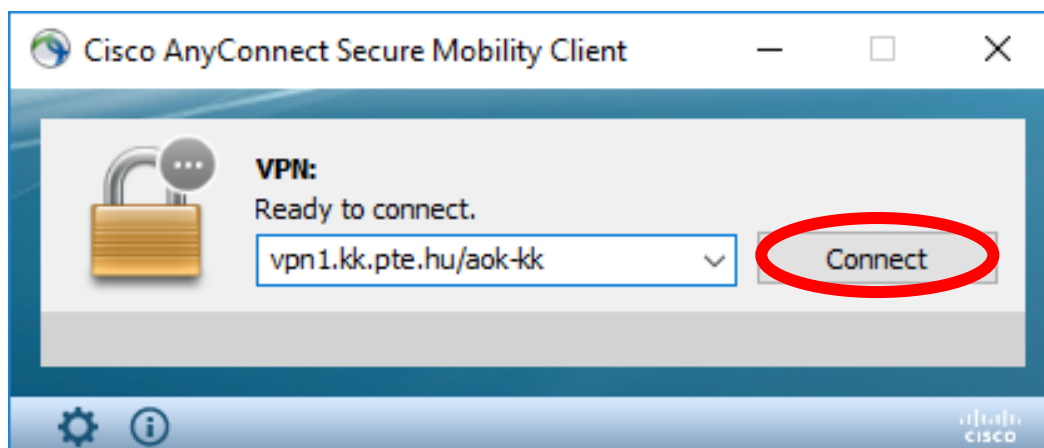 Cisco AnyConnect Secure Mobility Client
VPN:
Ready to connect.
vpn1.kk.pte.hu/aok-kk
Connect
CISCO